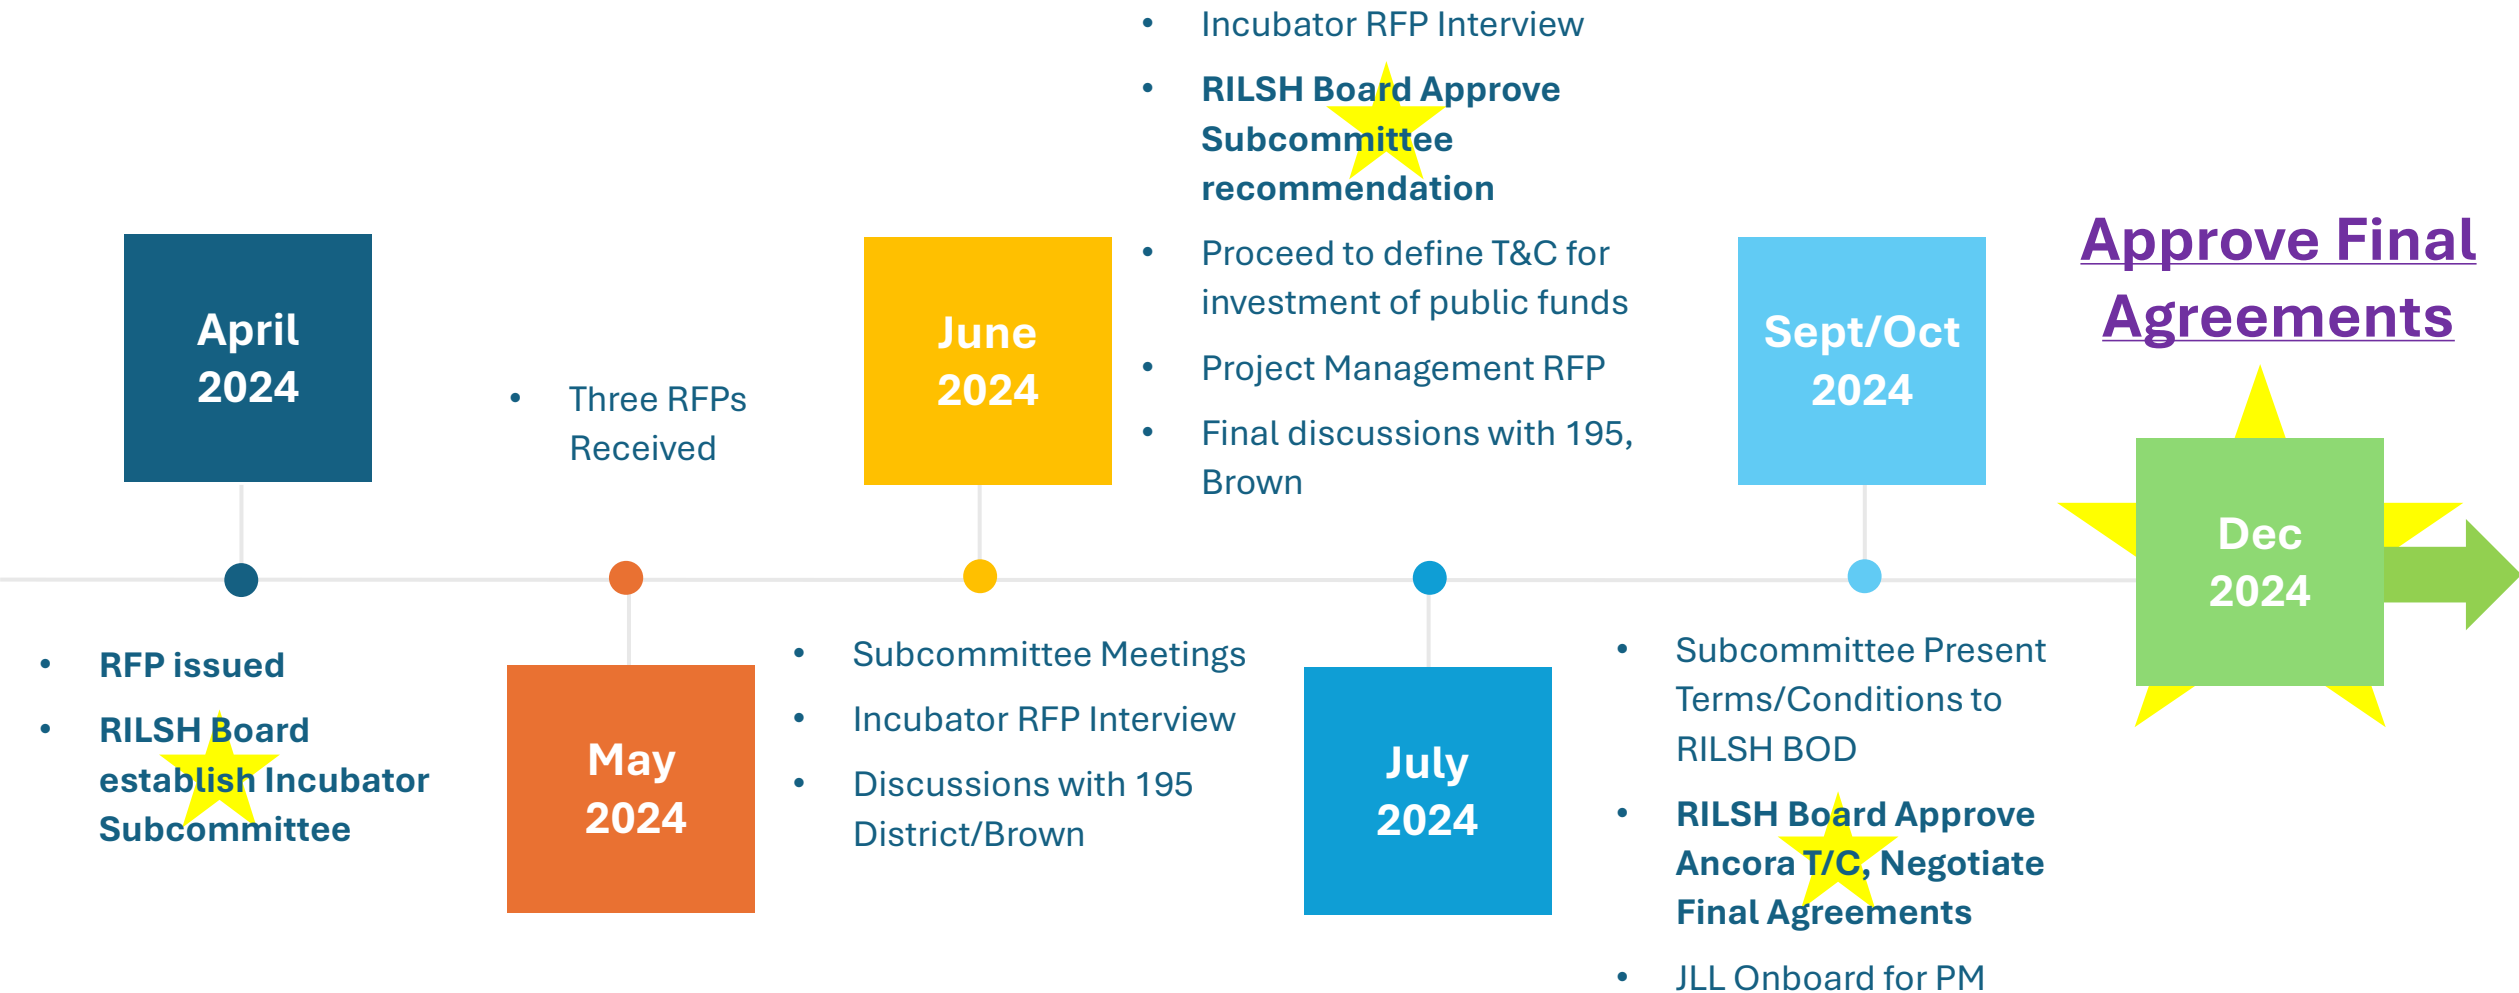 April
2024
• RFP issued
• RILSH Board
establish Incubator
Subcommittee
• Three RFPs
Received
May
2024
June
2024
• Subcommittee Meetings
• Incubator RFP Interview
• Discussions with 195
District/Brown
• Incubator RFP Interview
• RILSH Board Approve
Subcommittee
recommendation
• Proceed to define T&C for
investment of public funds
• Project Management RFP
• Final discussions with 195,
Brown
July
2024
Sept/Oct
2024
• Subcommittee Present
Terms/Conditions to
RILSH BOD
• RILSH Board Approve
Ancora T/C, Negotiate
Final Agreements
• JLL Onboard for PM
Approve Final
Agreements
Dec
2024